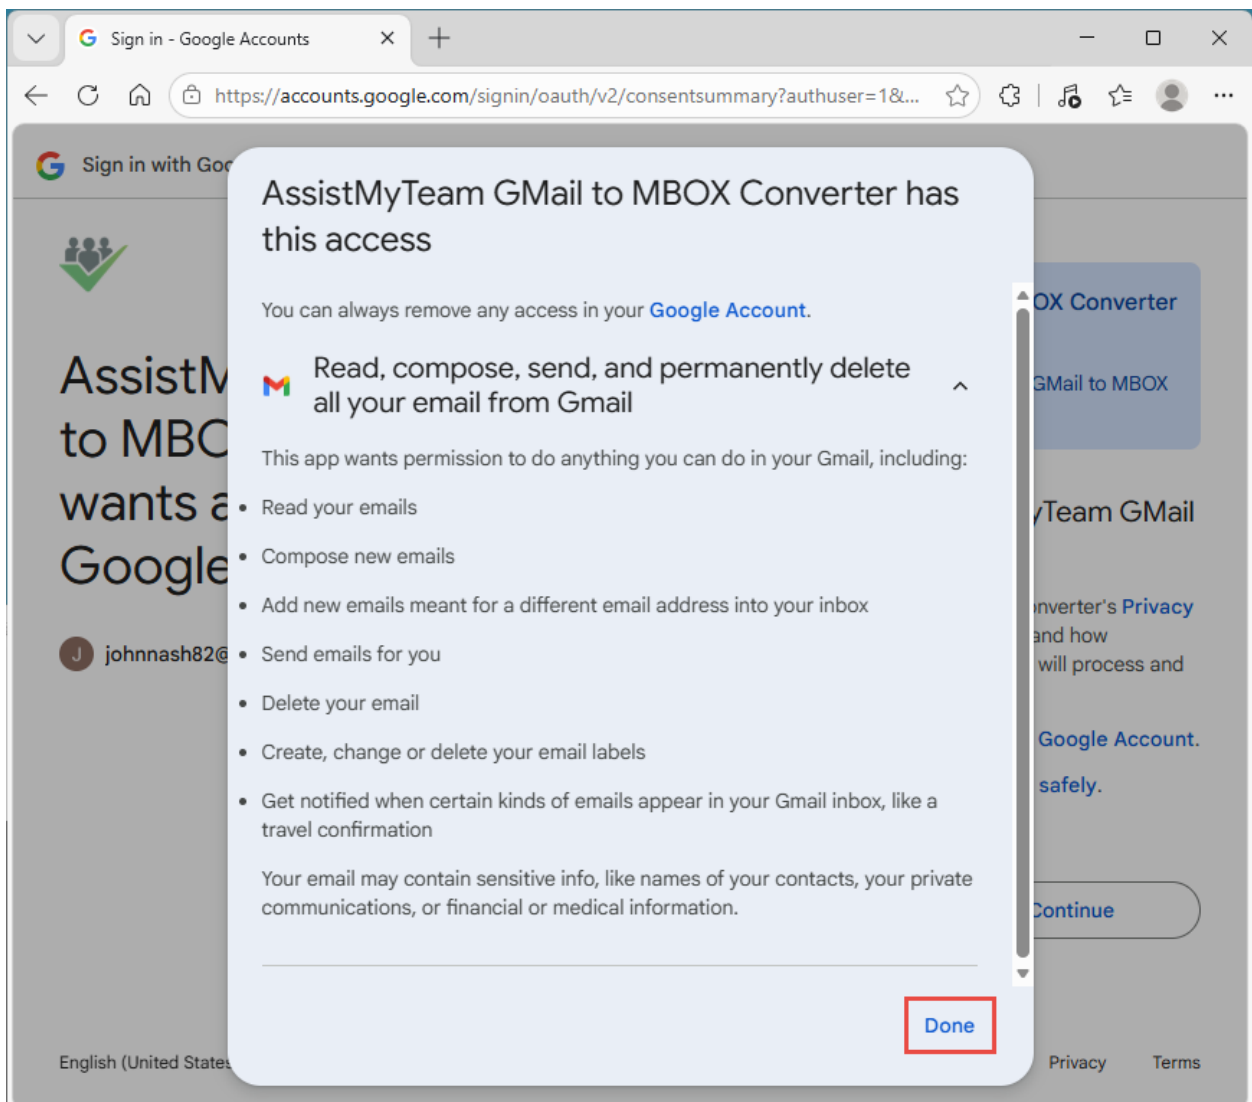 Sign in - Google Accounts
https://accounts.google.com/signin/oauth/v2/consentsummary?authuser=1&...
Sign in with Goo
AssistMyTeam GMail to MBOX Converter has
this access
You can always remove any access in your Google Account.
Read, compose, send, and permanently delete
all your email from Gmail
This app wants permission to do anything you can do in your Gmail, including:
• Read your emails
• Compose new emails
• Add new emails meant for a different email address into your inbox
• Send emails for you
• Delete your email
• Create, change or delete your email labels
• Get notified when certain kinds of emails appear in your Gmail inbox, like a
travel confirmation
Your email may contain sensitive info, like names of your contacts, your private
communications, or financial or medical information.
Done
AssistM
to MBO
wants a
Google
J
johnnash82@
OX Converter
GMail to MBOX
yTeam GMail
onverter's Privacy
and how
will process and
Google Account.
safely.
Continue
English (United States
Privacy
Terms